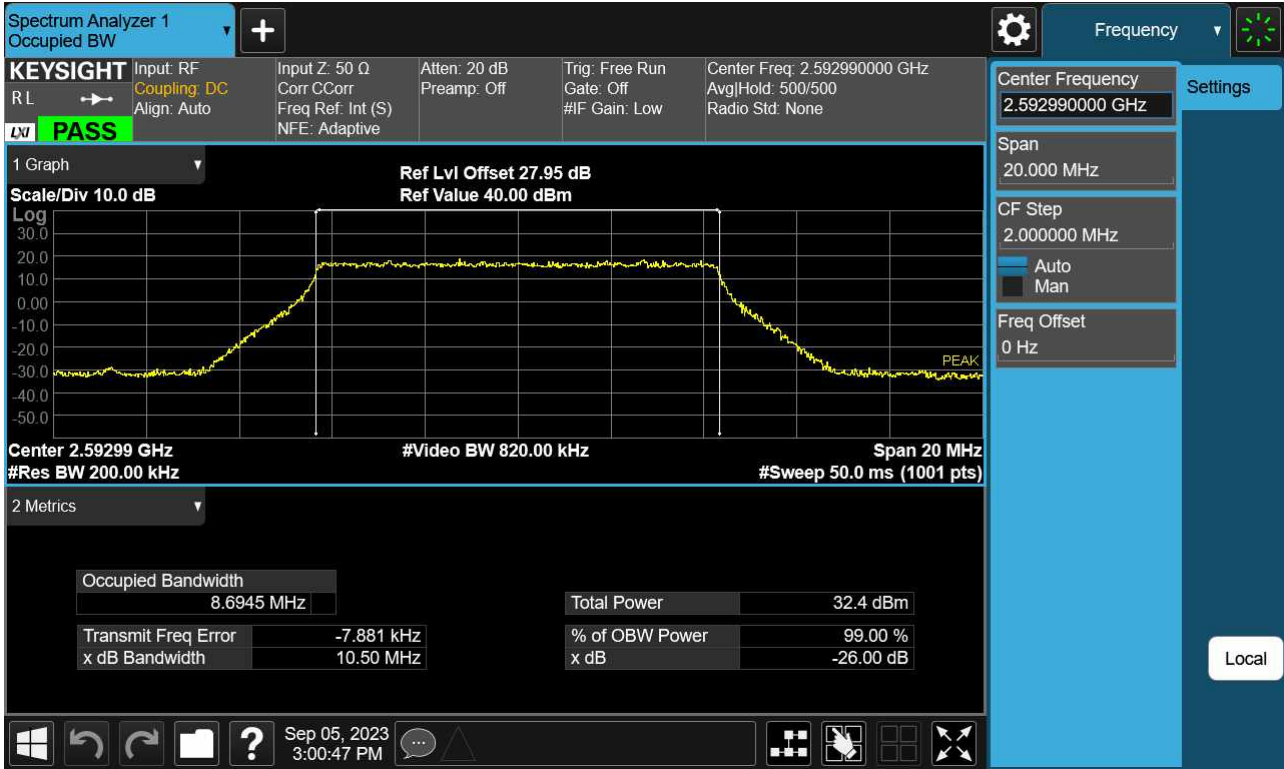 Spectrum Analyzer 1
Occupied BW
Frequency
KEYSIGHT
R L
LXI
PASS
Input: RF
Coupling: DC
Align: Auto
Input Z: 50 Ω
Corr CCorr
Freq Ref: Int (S)
NFE: Adaptive
Atten: 20 dB
Preamp: Off
Trig: Free Run
Gate: Off
#IF Gain: Low
Center Freq: 2.592990000 GHz
Avg|Hold: 500/500
Radio Std: None
1 Graph
Scale/Div 10.0 dB
Ref Lvl Offset 27.95 dB
Ref Value 40.00 dBm
Log
30.0
20.0
10.0
0.00
-10.0
-20.0
-30.0
-40.0
-50.0
PEAK
Center 2.59299 GHz
#Video BW 820.00 kHz
Span 20 MHz
#Res BW 200.00 kHz
#Sweep 50.0 ms (1001 pts)
2 Metrics
Occupied Bandwidth
8.6945 MHz
Total Power 32.4 dBm
Transmit Freq Error -7.881 kHz
% of OBW Power 99.00 %
x dB Bandwidth 10.50 MHz
x dB -26.00 dB
Sep 05, 2023
3:00:47 PM
?
Center Frequency
2.592990000 GHz
Settings
Span
20.000 MHz
CF Step
2.000000 MHz
Auto
Man
Freq Offset
0 Hz
Local